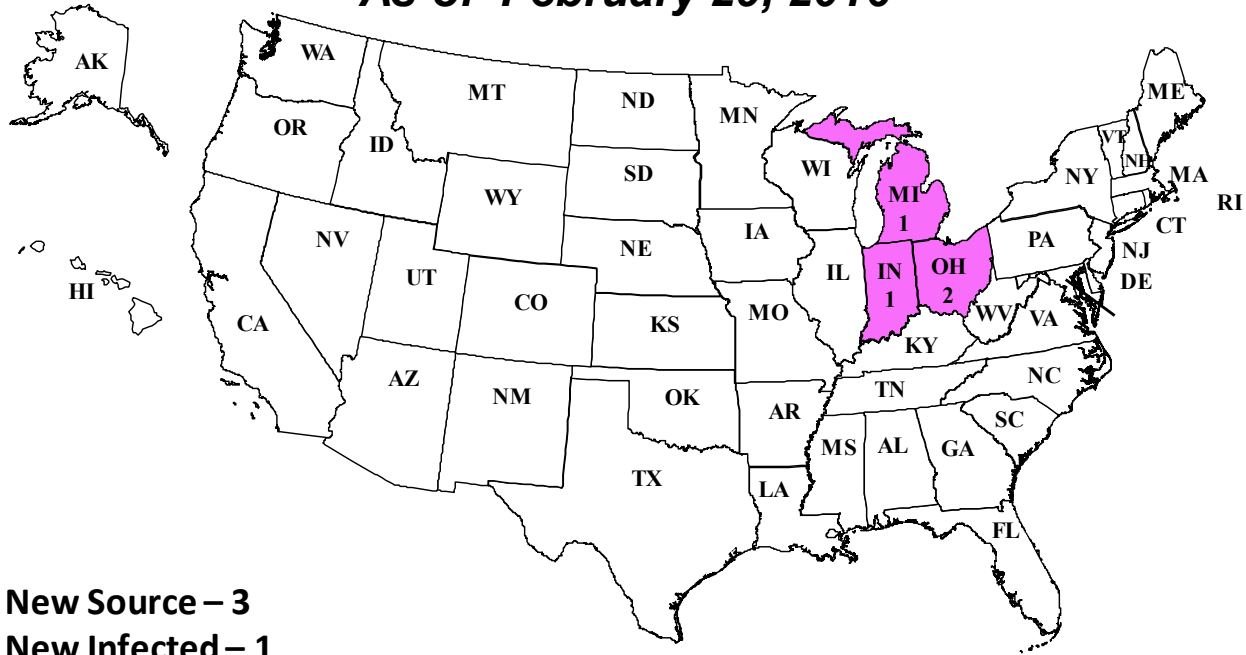 As of February
AK
WA
MT
ND
MN
ME
OR
ID
SD
WI
VT
NH
NY
MA
WY
MI
1
RI
CT
NV
NE
IA
PA
NJ
UT
CO
IL
IN
1
OH
2
DE
HI
CA
KS
MO
WV
VA
KY
AZ
NM
OK
AR
TN
NC
SC
MS
AL
GA
TX
LA
FL
New Source – 3
New Infected – 1